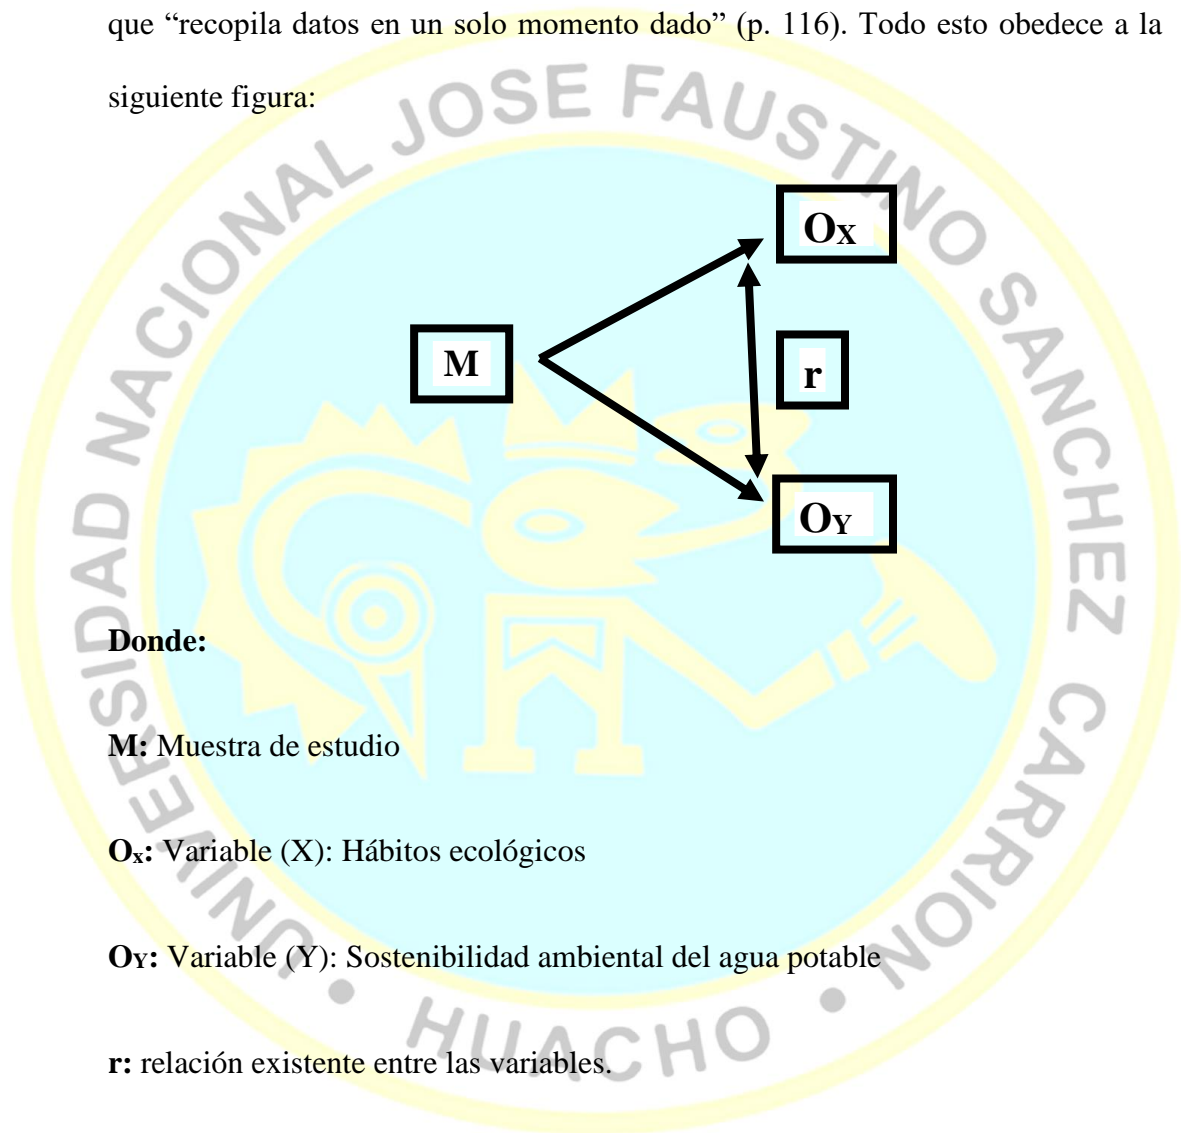 que “recopila datos en un solo momento dado” (p. 116). Todo esto obedece a la
siguiente figura:
OX
M
r
OY
Donde:
M: Muestra de estudio
Ox: Variable (X): Hábitos ecológicos
OY: Variable (Y): Sostenibilidad ambiental del agua potable
r: relación existente entre las variables.
UNIVERSIDAD NACIONAL JOSE FAUSTINO SANCHEZ CARRION
• HUACHO •